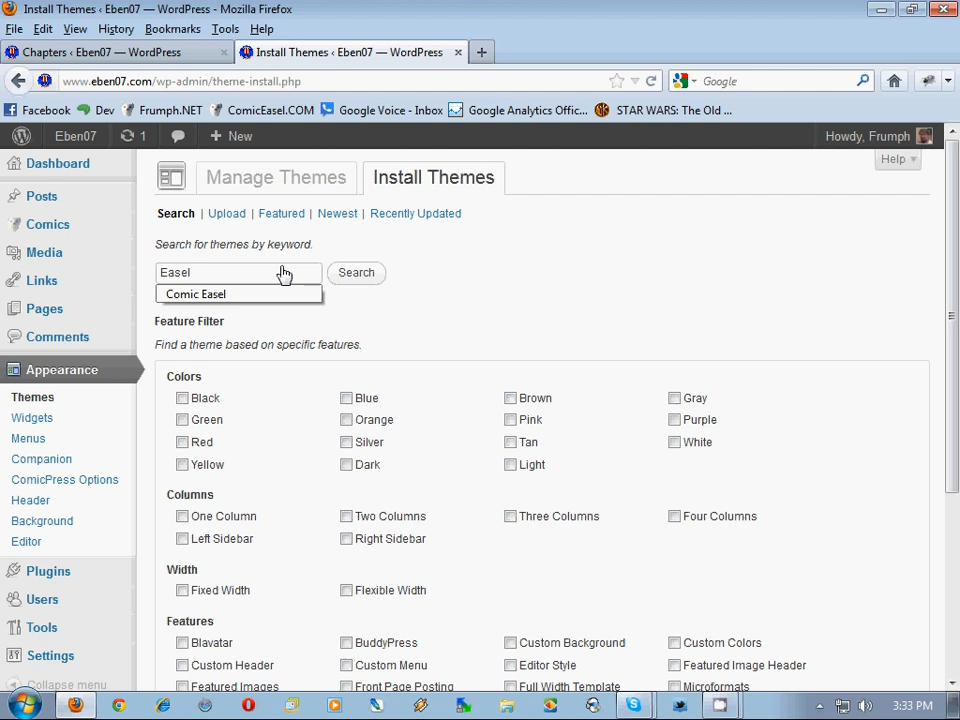 Install Themes ‹ Eben07 — WordPress - Mozilla Firefox
File Edit View History Bookmarks Tools Help
Chapters ‹ Eben07 — WordPress × Install Themes ‹ Eben07 — WordPress × +
www.eben07.com/wp-admin/theme-install.php Google
Facebook Dev Frumph.NET ComicEasel.COM Google Voice - Inbox Google Analytics Offic... STAR WARS: The Old ...
Eben07 1 + New Howdy, Frumph
Help
Dashboard
Posts
Comics
Media
Links
Pages
Comments
Appearance
Themes
Widgets
Menus
Companion
ComicPress Options
Header
Background
Editor
Plugins
Users
Tools
Settings
Collapse menu
Manage Themes Install Themes
Search | Upload | Featured | Newest | Recently Updated
Search for themes by keyword.
Easel Search
Comic Easel
Feature Filter
Find a theme based on specific features.
Colors
Black Blue Brown Gray
Green Orange Pink Purple
Red Silver Tan White
Yellow Dark Light
Columns
One Column Two Columns Three Columns Four Columns
Left Sidebar Right Sidebar
Width
Fixed Width Flexible Width
Features
Blavatar BuddyPress Custom Background Custom Colors
Custom Header Custom Menu Editor Style Featured Image Header
Featured Images Front Page Posting Full Width Template Microformats
3:33 PM